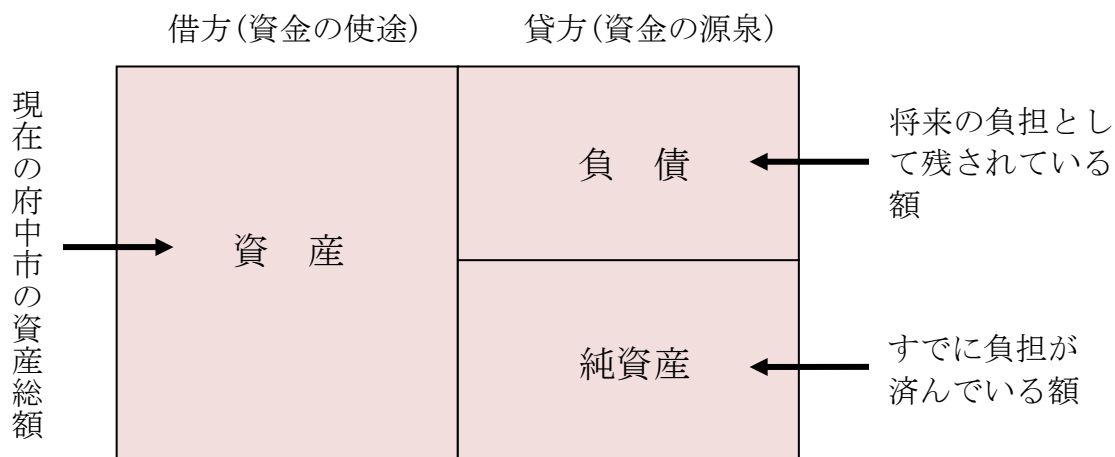 借方(資金の使途)
貸方(資金の源泉)
現在の府中市の資産総額
資　産
負　債
将来の負担とし
て残されている
額
純資産
すでに負担が
済んでいる額